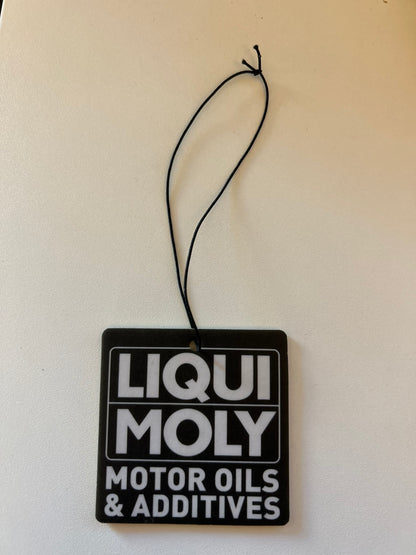 LIQUI
MOLY
MOTOR OILS
& ADDITIVES